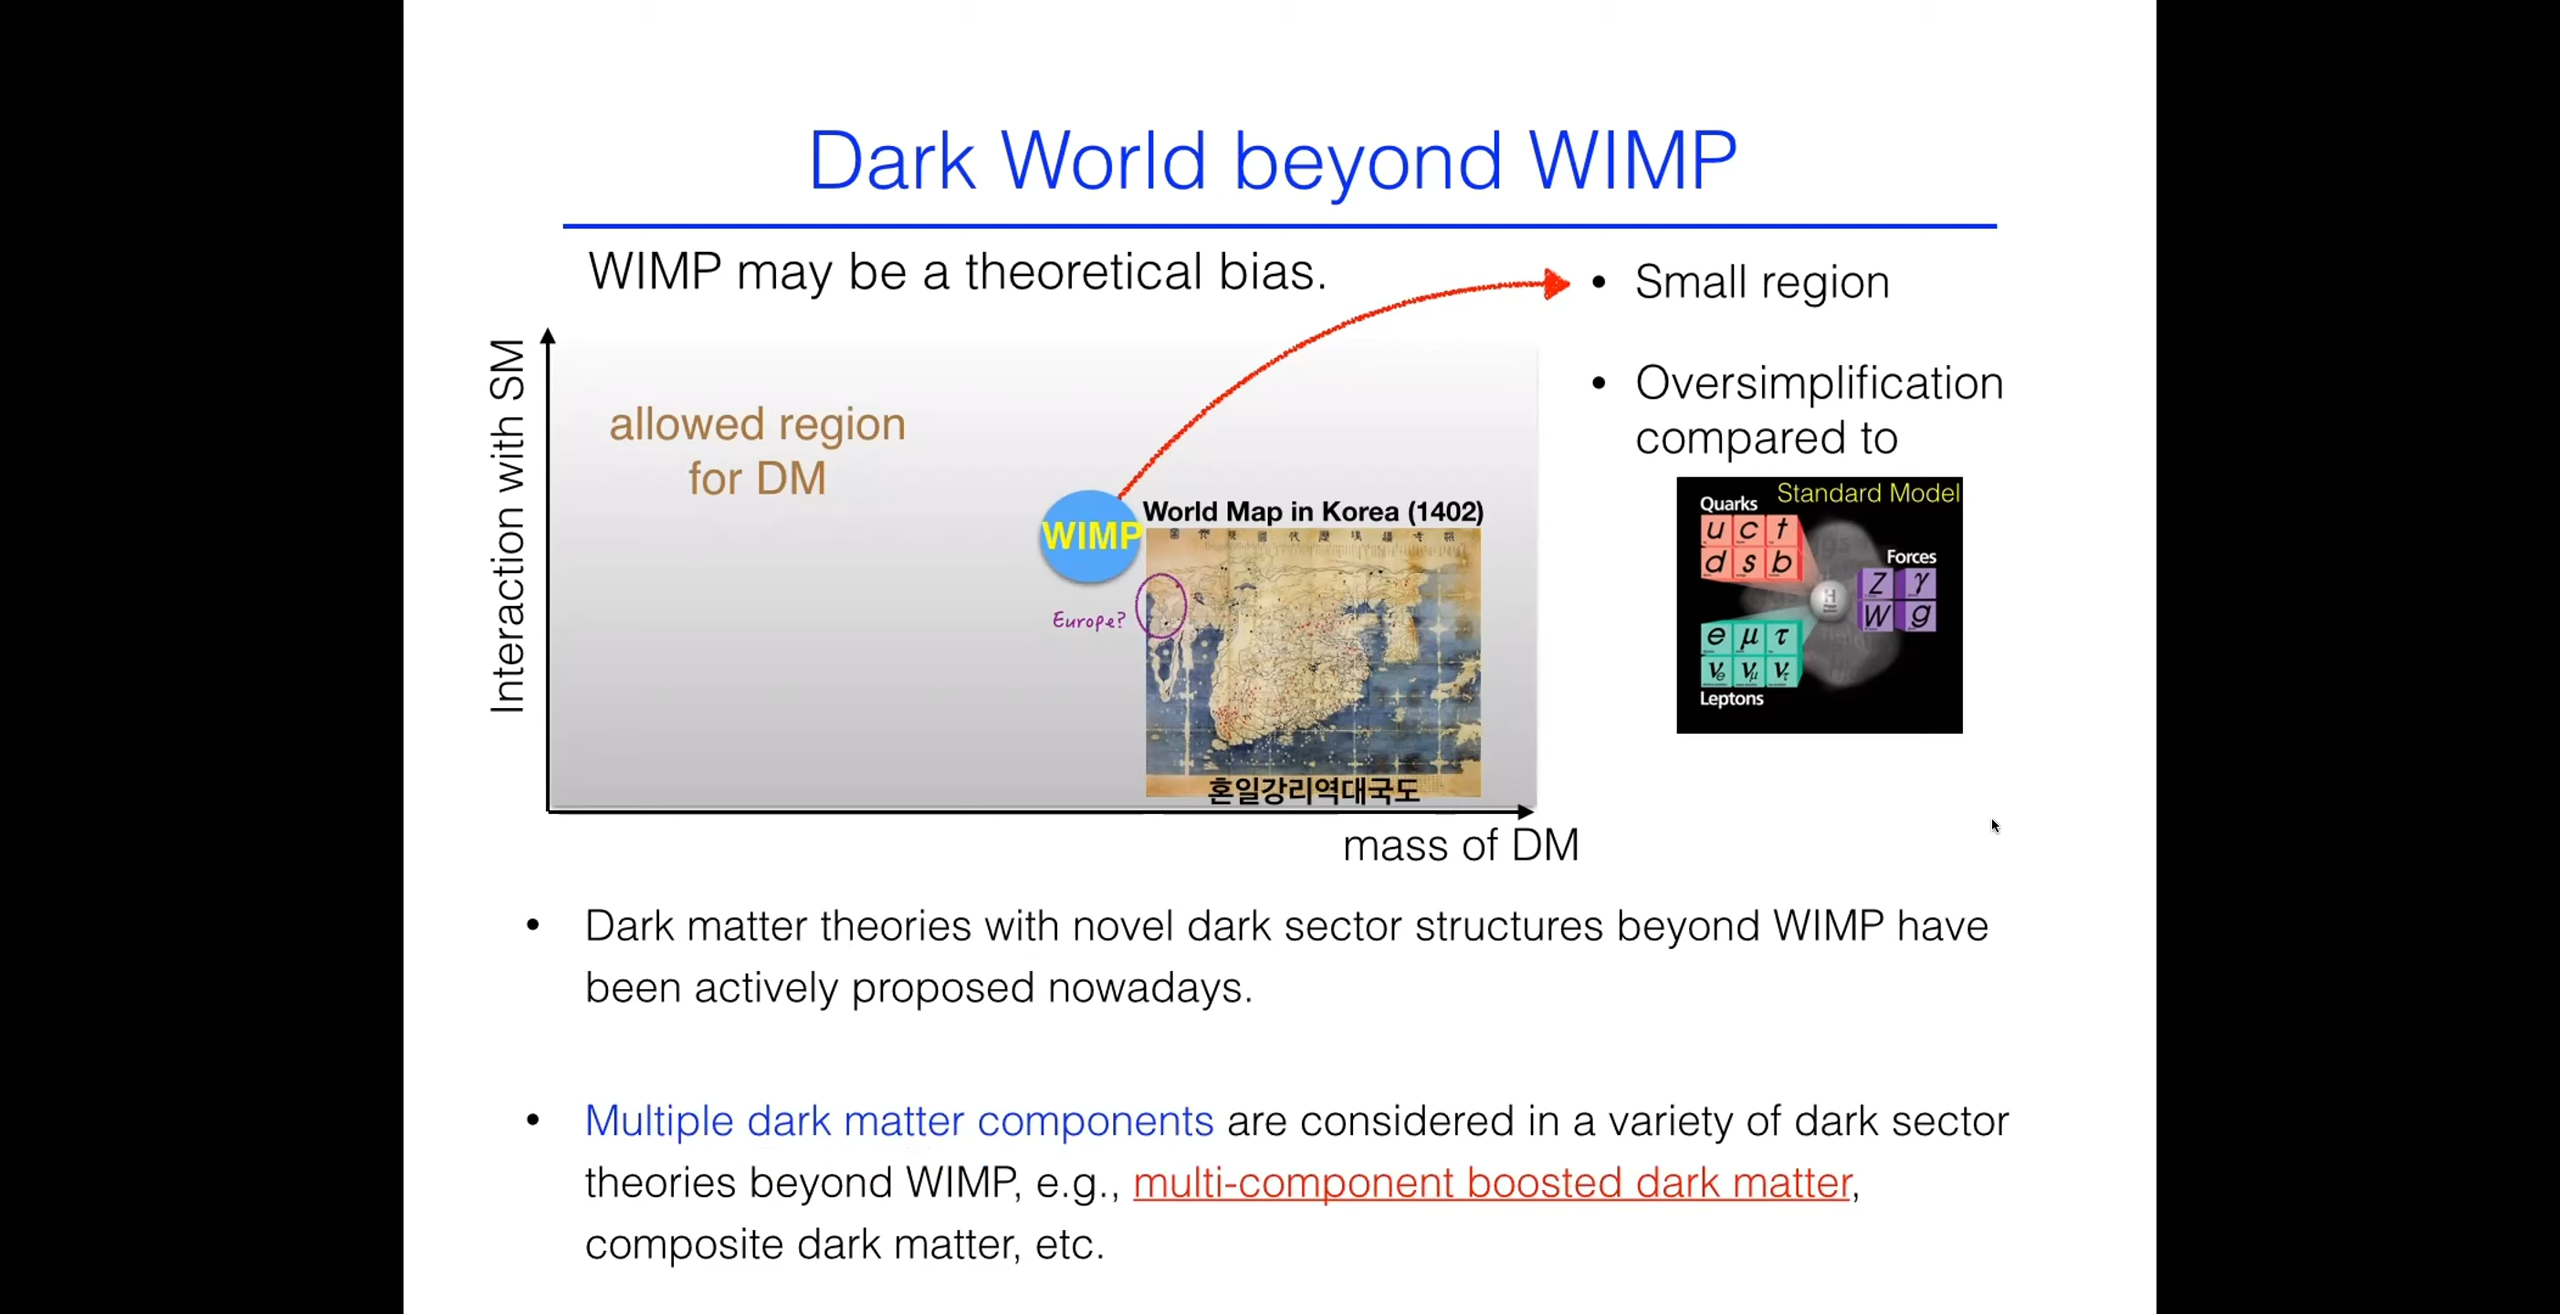 Dark World beyond WIMP
WIMP may be a theoretical bias.
• Small region
• Oversimplification
compared to
Interaction with SM
allowed region
for DM
WIMP
World Map in Korea (1402)
Europe?
혼일강리역대국도
mass of DM
Standard Model
Quarks
u c t
d s b
Forces
Z γ
W g
H
e μ τ
νe νμ ντ
Leptons
• Dark matter theories with novel dark sector structures beyond WIMP have
been actively proposed nowadays.
• Multiple dark matter components are considered in a variety of dark sector
theories beyond WIMP, e.g., multi-component boosted dark matter,
composite dark matter, etc.